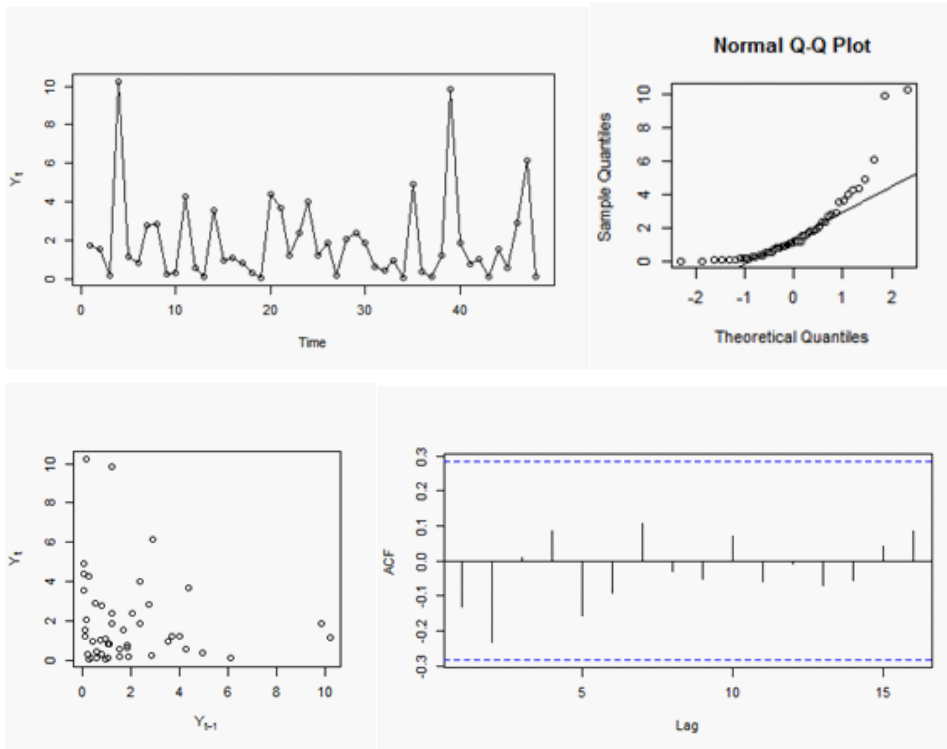 Yt
10
8
6
4
2
0
0 10 20 30 40
Time
Normal Q-Q Plot
Sample Quantiles
10
8
6
4
2
0
-2 -1 0 1 2
Theoretical Quantiles
Yt
10
8
6
4
2
0
0 2 4 6 8 10
Yt−1
ACF
0.3
0.2
0.1
0.0
-0.1
-0.2
-0.3
5 10 15
Lag